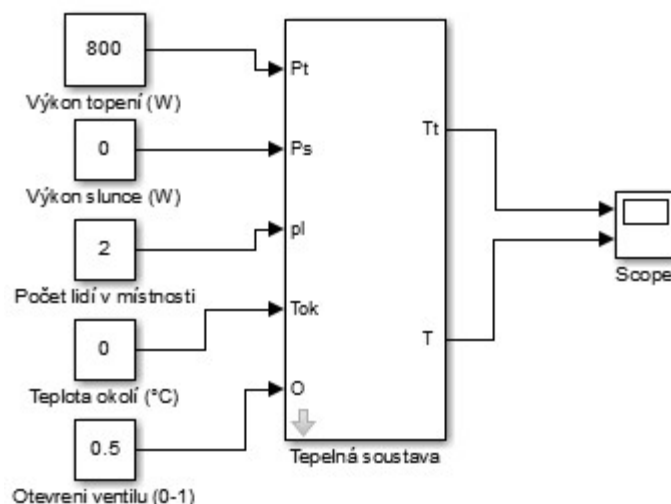 800
Výkon topení (W)
0
Výkon slunce (W)
2
Počet lidí v místnosti
0
Teplota okolí (°C)
0.5
Otevreni ventilu (0-1)
Pt
Ps
pl
Tok
O
Tt
T
Tepelná soustava
Scope